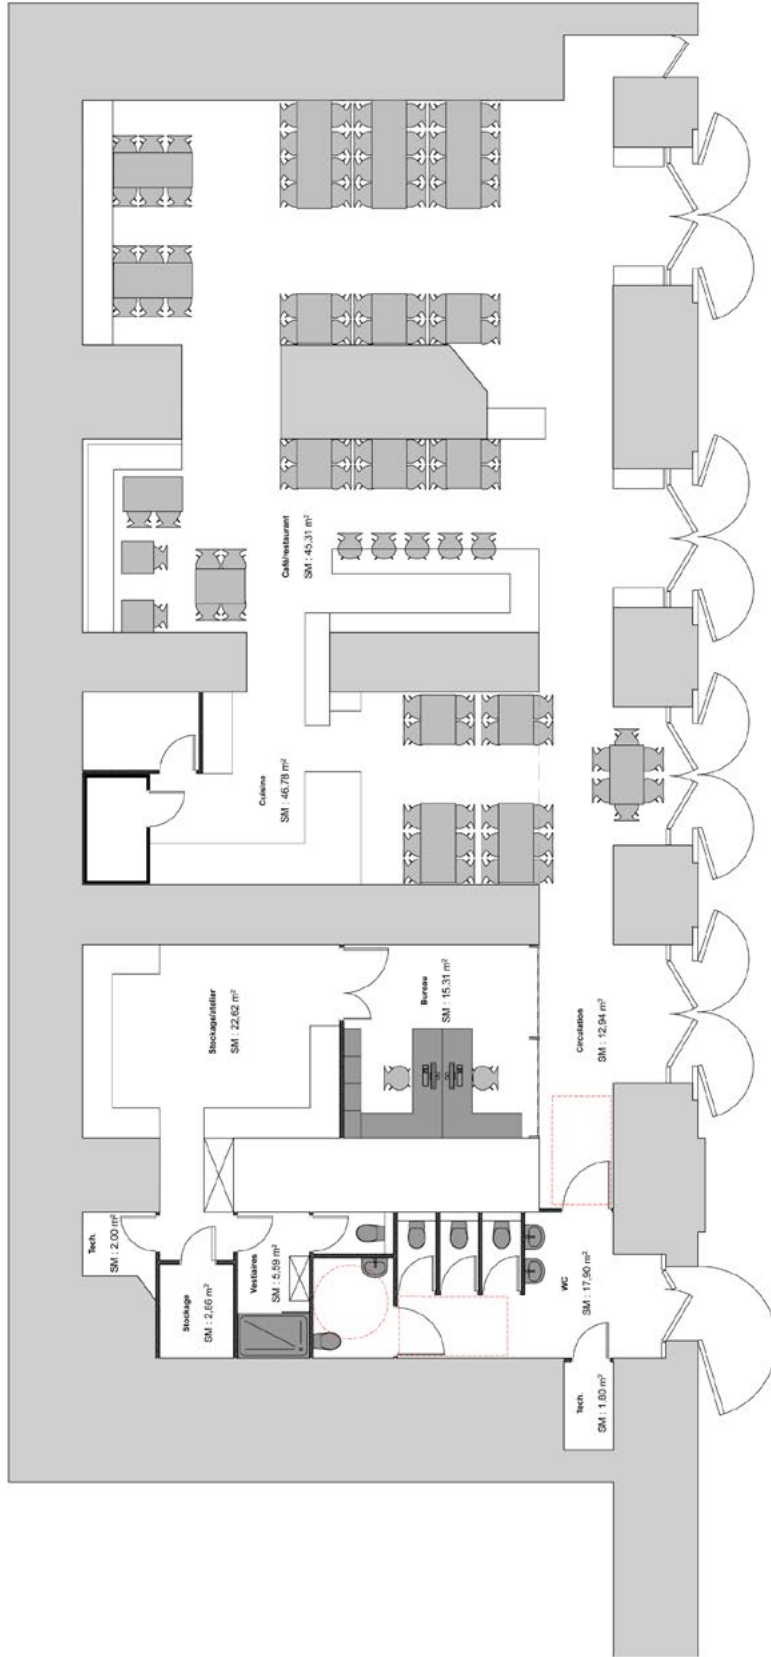 Café/restaurant
SM : 45,31 m²
Cuisine
SM : 46.78 m²
Stockage/atelier
SM : 22,62 m²
Bureau
SM : 15.31 m²
Circulation
SM : 12,94 m²
Tech.
SM : 2.00 m²
Stockage
SM : 2,66 m²
Vestiaires
SM : 5,59 m²
WC
SM : 17,90 m²
Tech.
SM : 1.80 m²